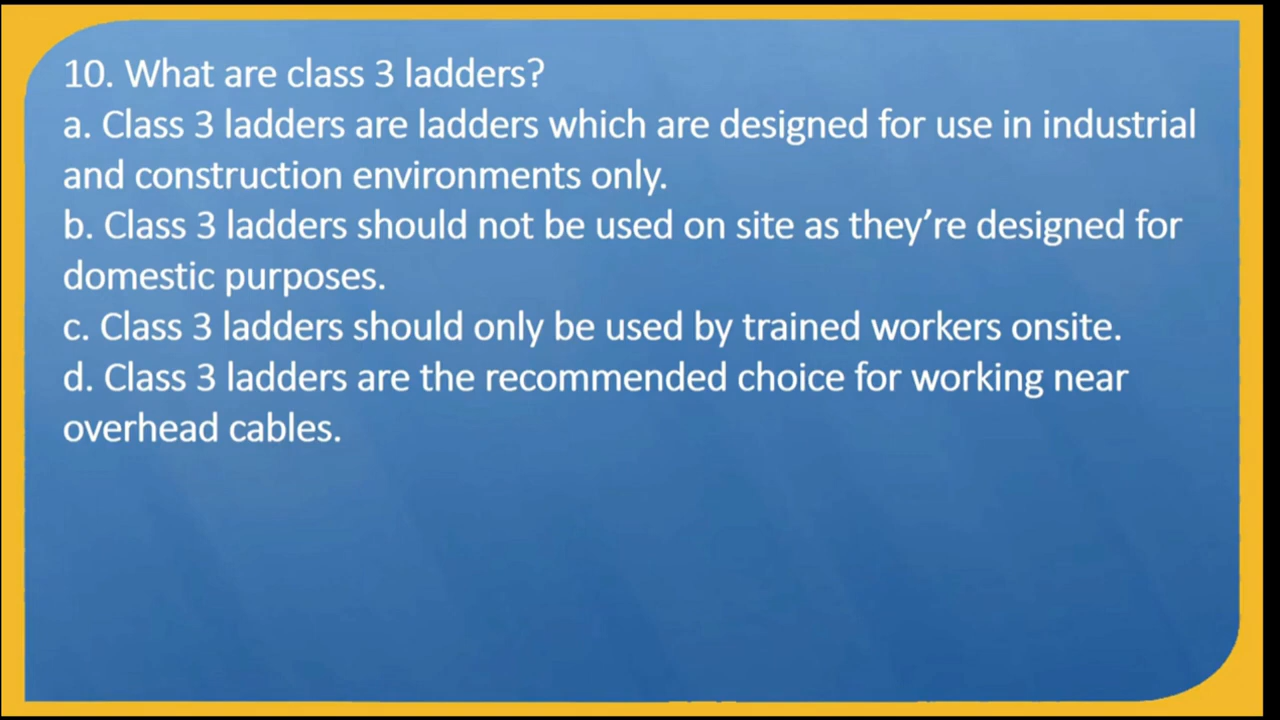 10. What are class 3 ladders?
a. Class 3 ladders are ladders which are designed for use in industrial
and construction environments only.
b. Class 3 ladders should not be used on site as they’re designed for
domestic purposes.
c. Class 3 ladders should only be used by trained workers onsite.
d. Class 3 ladders are the recommended choice for working near
overhead cables.